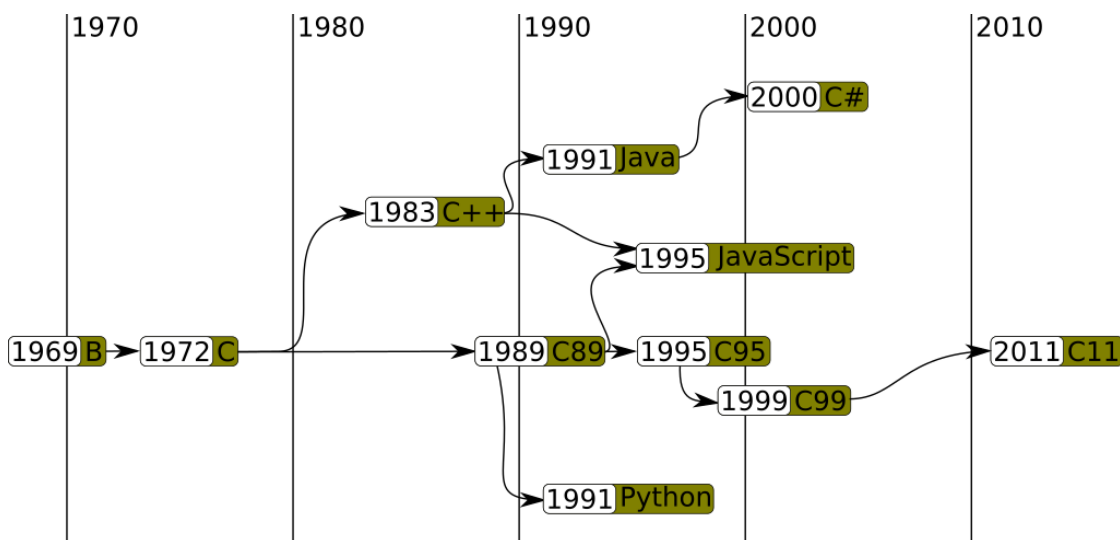 1970 1980 1990 2000 2010
2000 C#
1991 Java
1983 C++
1995 JavaScript
1969 B 1972 C 1989 C89 1995 C95 2011 C11
1999 C99
1991 Python